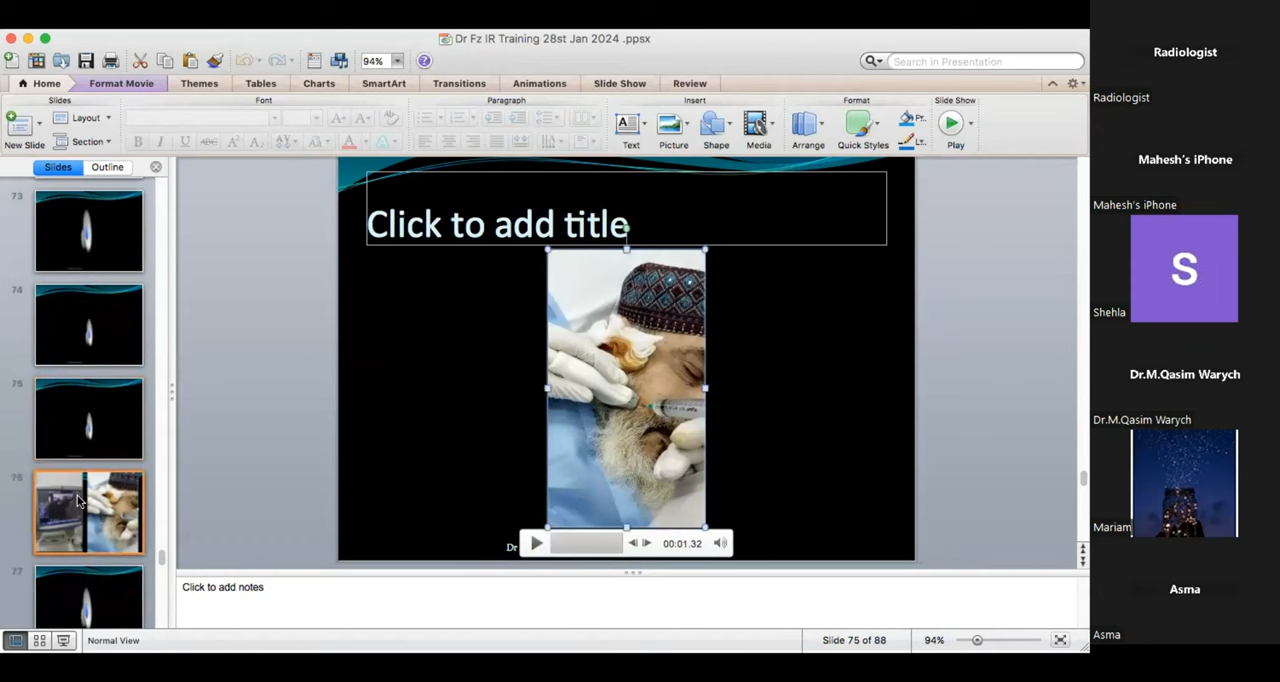 Dr Fz IR Training 28st Jan 2024 .ppsx
94%
Search in Presentation
Home
Format Movie
Themes
Tables
Charts
SmartArt
Transitions
Animations
Slide Show
Review
Slides
Font
Paragraph
Insert
Format
Slide Show
New Slide
Layout
Section
B I U ABC A² A₂
Text
Picture
Shape
Media
Arrange
Quick Styles
Play
Slides
Outline
73
74
75
76
77
Click to add title
Dr
00:01.32
Click to add notes
Normal View
Slide 75 of 88
94%
Radiologist
Radiologist
Mahesh's iPhone
Mahesh's iPhone
S
Shehla
Dr.M.Qasim Warych
Dr.M.Qasim Warych
Mariam
Asma
Asma